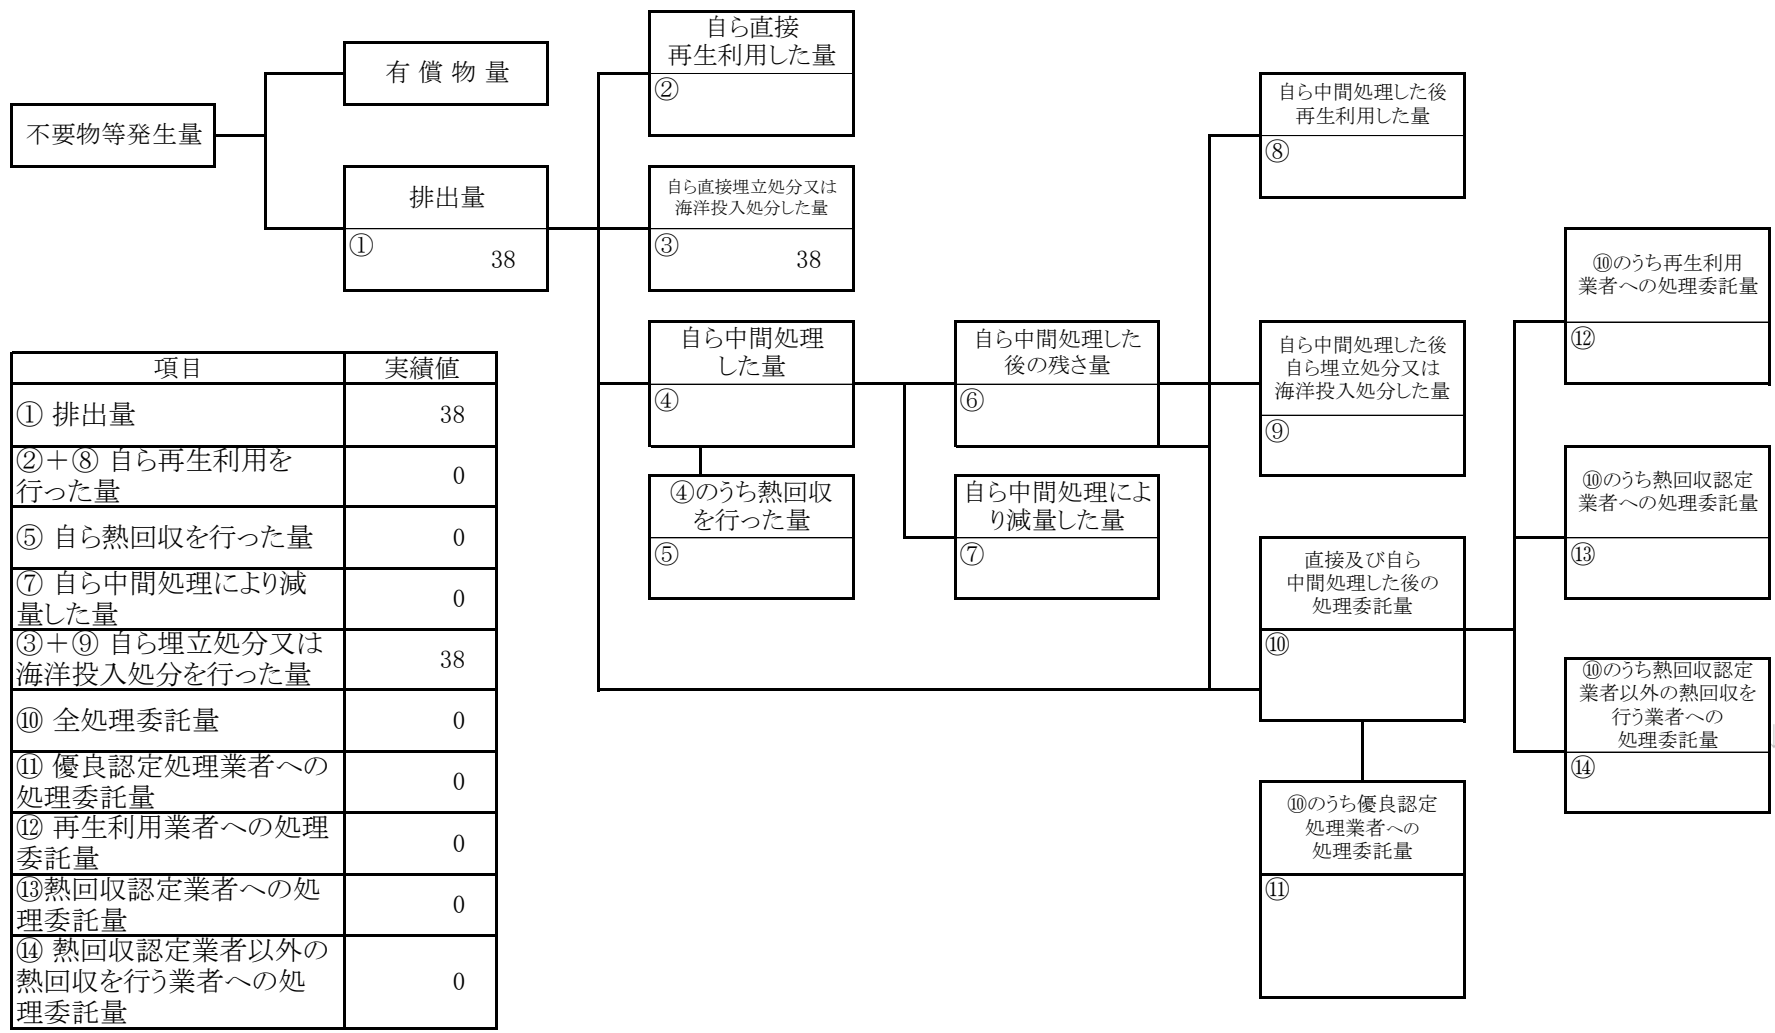 不要物等発生量
有 償 物 量
排出量
①
38
自ら直接
再生利用した量
②
自ら直接埋立処分又は
海洋投入処分した量
③
38
自ら中間処理
した量
④
④のうち熱回収
を行った量
⑤
自ら中間処理した
後の残さ量
⑥
自ら中間処理によ
り減量した量
⑦
自ら中間処理した後
再生利用した量
⑧
自ら中間処理した後
自ら埋立処分又は
海洋投入処分した量
⑨
直接及び自ら
中間処理した後の
処理委託量
⑩
⑩のうち優良認定
処理業者への
処理委託量
⑪
⑩のうち再生利用
業者への処理委託量
⑫
⑩のうち熱回収認定
業者への処理委託量
⑬
⑩のうち熱回収認定
業者以外の熱回収を
行う業者への
処理委託量
⑭
項目 実績値
① 排出量 38
②＋⑧ 自ら再生利用を
行った量 0
⑤ 自ら熱回収を行った量 0
⑦ 自ら中間処理により減
量した量 0
③＋⑨ 自ら埋立処分又は
海洋投入処分を行った量 38
⑩ 全処理委託量 0
⑪ 優良認定処理業者への
処理委託量 0
⑫ 再生利用業者への処理
委託量 0
⑬熱回収認定業者への処
理委託量 0
⑭ 熱回収認定業者以外の
熱回収を行う業者への処
理委託量 0